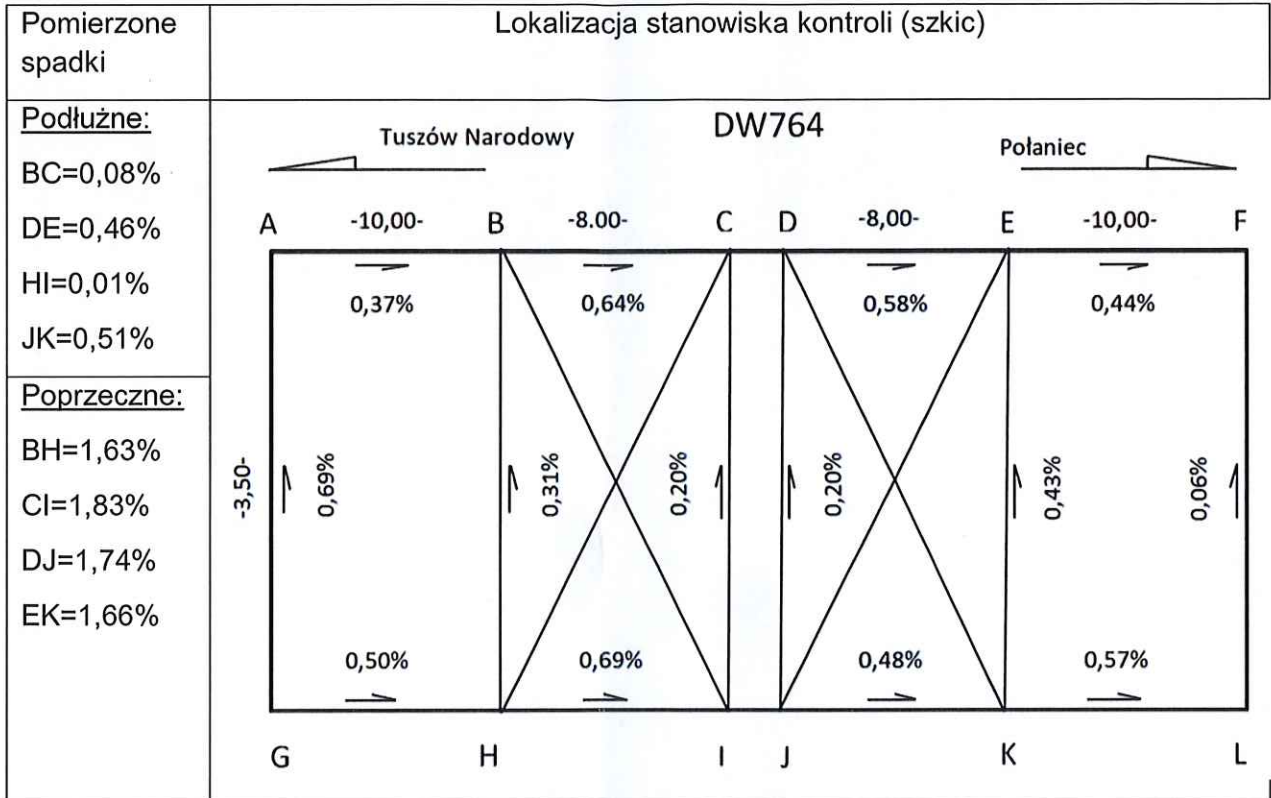 Pomierzone
spadki
Lokalizacja stanowiska kontroli (szkic)
Podłużne:
BC=0,08%
DE=0,46%
HI=0,01%
JK=0,51%
Poprzeczne:
BH=1,63%
CI=1,83%
DJ=1,74%
EK=1,66%
DW764
Tuszów Narodowy
Połaniec
A -10,00- B -8.00- C D -8,00- E -10,00- F
0,37% 0,64% 0,58% 0,44%
-3,50- 0,69% 0,31% 0,20% 0,20% 0,43% 0,06%
0,50% 0,69% 0,48% 0,57%
G H I J K L